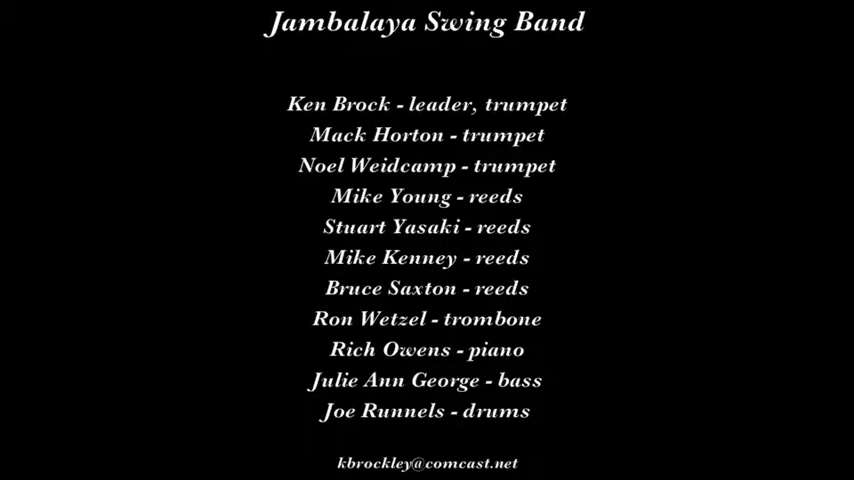 Jambalaya Swing Band
Ken Brock - leader, trumpet
Mack Horton - trumpet
Noel Weidcamp - trumpet
Mike Young - reeds
Stuart Yasaki - reeds
Mike Kenney - reeds
Bruce Saxton - reeds
Ron Wetzel - trombone
Rich Owens - piano
Julie Ann George - bass
Joe Runnels - drums
kbrockley@comcast.net